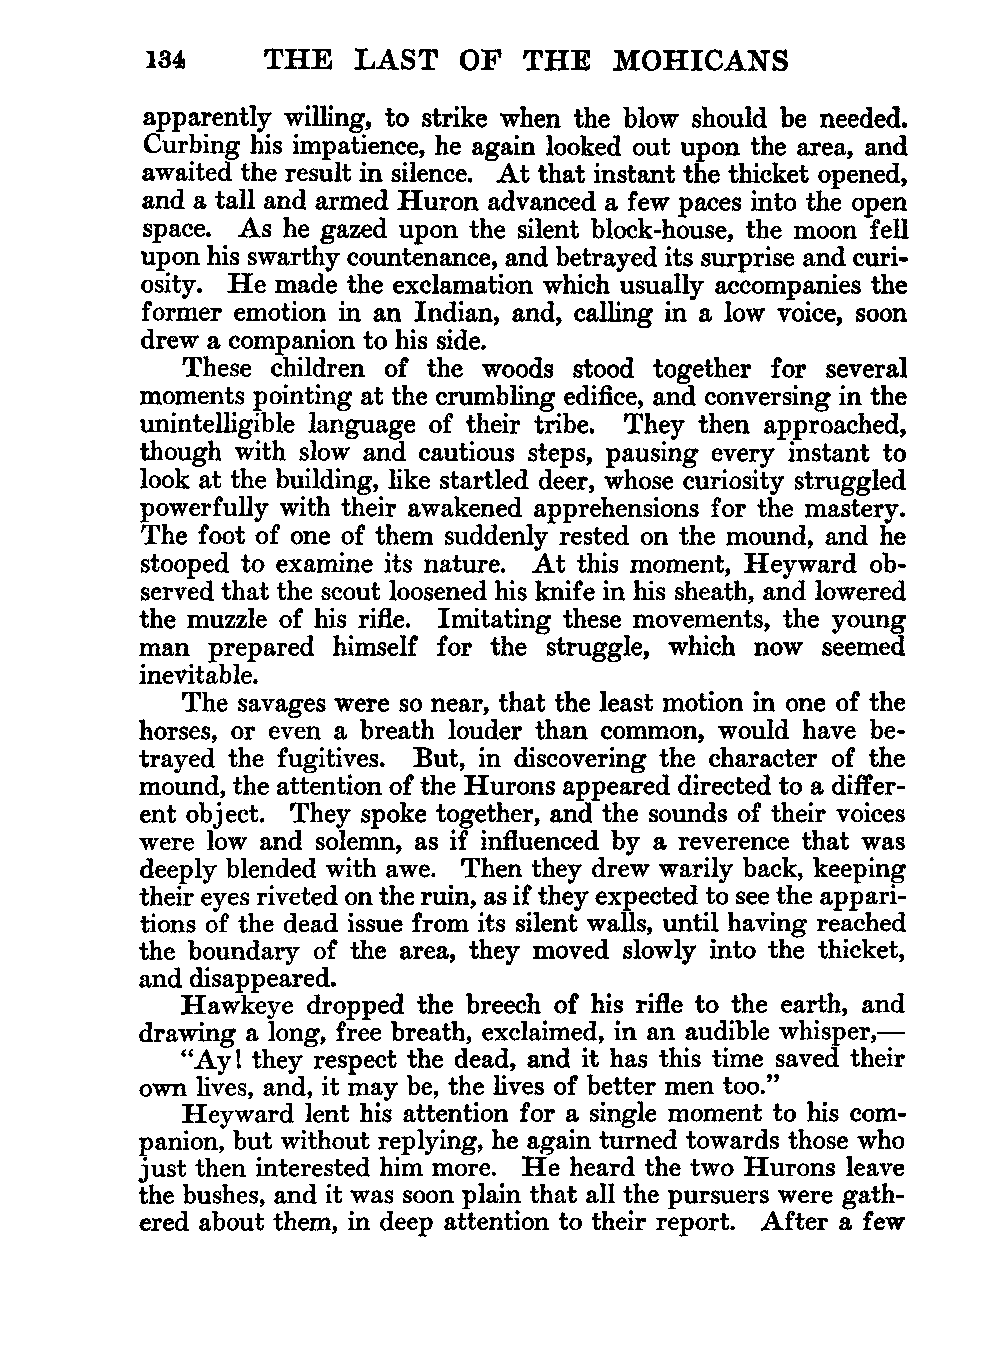 134 THE LAST OF THE MOHICANS
apparently willing, to strike when the blow should be needed.
Curbing his impatience, he again looked out upon the area, and
awaited the result in silence. At that instant the thicket opened,
and a tall and armed Huron advanced a few paces into the open
space. As he gazed upon the silent block-house, the moon fell
upon his swarthy countenance, and betrayed its surprise and curi-
osity. He made the exclamation which usually accompanies the
former emotion in an Indian, and, calling in a low voice, soon
drew a companion to his side.
These children of the woods stood together for several
moments pointing at the crumbling edifice, and conversing in the
unintelligible language of their tribe. They then approached,
though with slow and cautious steps, pausing every instant to
look at the building, like startled deer, whose curiosity struggled
powerfully with their awakened apprehensions for the mastery.
The foot of one of them suddenly rested on the mound, and he
stooped to examine its nature. At this moment, Heyward ob-
served that the scout loosened his knife in his sheath, and lowered
the muzzle of his rifle. Imitating these movements, the young
man prepared himself for the struggle, which now seemed
inevitable.
The savages were so near, that the least motion in one of the
horses, or even a breath louder than common, would have be-
trayed the fugitives. But, in discovering the character of the
mound, the attention of the Hurons appeared directed to a differ-
ent object. They spoke together, and the sounds of their voices
were low and solemn, as if influenced by a reverence that was
deeply blended with awe. Then they drew warily back, keeping
their eyes riveted on the ruin, as if they expected to see the appari-
tions of the dead issue from its silent walls, until having reached
the boundary of the area, they moved slowly into the thicket,
and disappeared.
Hawkeye dropped the breech of his rifle to the earth, and
drawing a long, free breath, exclaimed, in an audible whisper,—
“Ay! they respect the dead, and it has this time saved their
own lives, and, it may be, the lives of better men too.”
Heyward lent his attention for a single moment to his com-
panion, but without replying, he again turned towards those who
just then interested him more. He heard the two Hurons leave
the bushes, and it was soon plain that all the pursuers were gath-
ered about them, in deep attention to their report. After a few